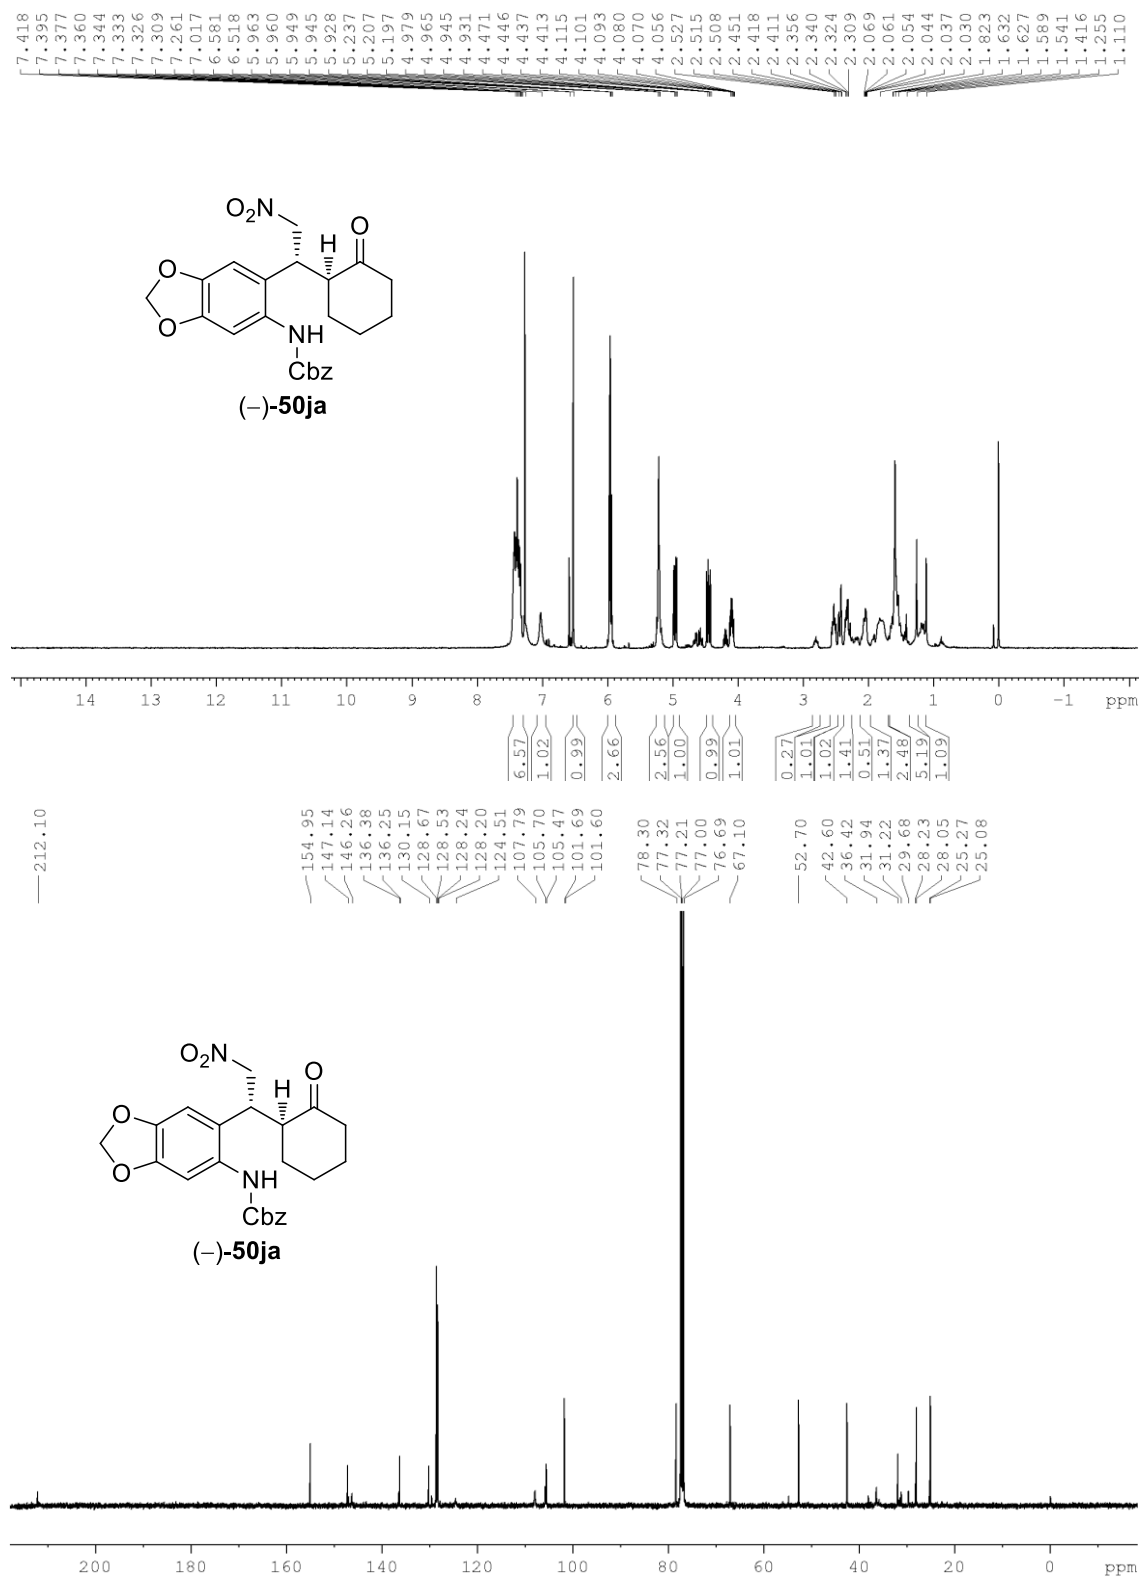 7.418 7.395 7.377 7.360 7.344 7.333 7.326 7.309 7.261 7.017 6.581 6.518 5.963 5.960 5.949 5.945 5.928 5.237 5.207 5.197 4.979 4.965 4.945 4.931 4.471 4.446 4.437 4.413 4.115 4.101 4.093 4.080 4.070 4.056 2.527 2.515 2.508 2.451 2.418 2.411 2.356 2.340 2.324 2.309 2.069 2.061 2.054 2.044 2.037 2.030 1.823 1.632 1.627 1.589 1.541 1.416 1.255 1.110
O2N
H O
O
O
NH
Cbz
(–)-50ja
14 13 12 11 10 9 8 7 6 5 4 3 2 1 0 −1 ppm
6.57 1.02 0.99 2.66 2.56 1.00 0.99 1.01 0.27 1.01 1.02 1.41 0.51 1.37 2.48 5.19 1.09
212.10 154.95 147.14 146.26 136.38 136.25 130.15 128.67 128.53 128.24 128.20 124.51 107.79 105.70 105.47 101.69 101.60 78.30 77.32 77.21 77.00 76.69 67.10 52.70 42.60 36.42 31.94 31.22 29.68 28.23 28.05 25.27 25.08
O2N
H O
O
O
NH
Cbz
(–)-50ja
200 180 160 140 120 100 80 60 40 20 0 ppm